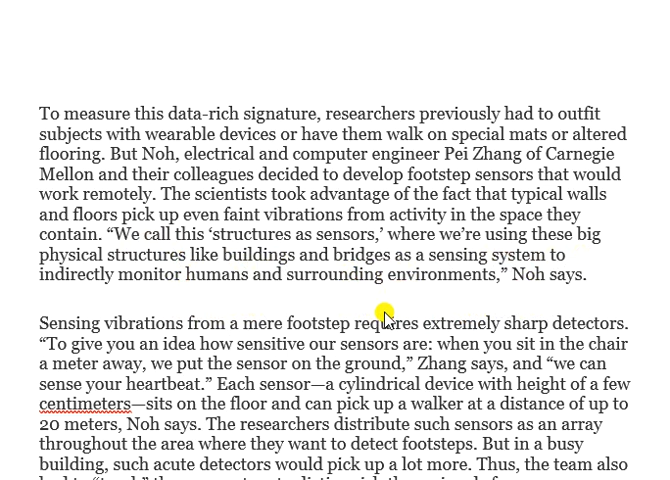 To measure this data-rich signature, researchers previously had to outfit
subjects with wearable devices or have them walk on special mats or altered
flooring. But Noh, electrical and computer engineer Pei Zhang of Carnegie
Mellon and their colleagues decided to develop footstep sensors that would
work remotely. The scientists took advantage of the fact that typical walls
and floors pick up even faint vibrations from activity in the space they
contain. “We call this ‘structures as sensors,’ where we’re using these big
physical structures like buildings and bridges as a sensing system to
indirectly monitor humans and surrounding environments,” Noh says.
Sensing vibrations from a mere footstep requires extremely sharp detectors.
“To give you an idea how sensitive our sensors are: when you sit in the chair
a meter away, we put the sensor on the ground,” Zhang says, and “we can
sense your heartbeat.” Each sensor—a cylindrical device with height of a few
centimeters—sits on the floor and can pick up a walker at a distance of up to
20 meters, Noh says. The researchers distribute such sensors as an array
throughout the area where they want to detect footsteps. But in a busy
building, such acute detectors would pick up a lot more. Thus, the team also